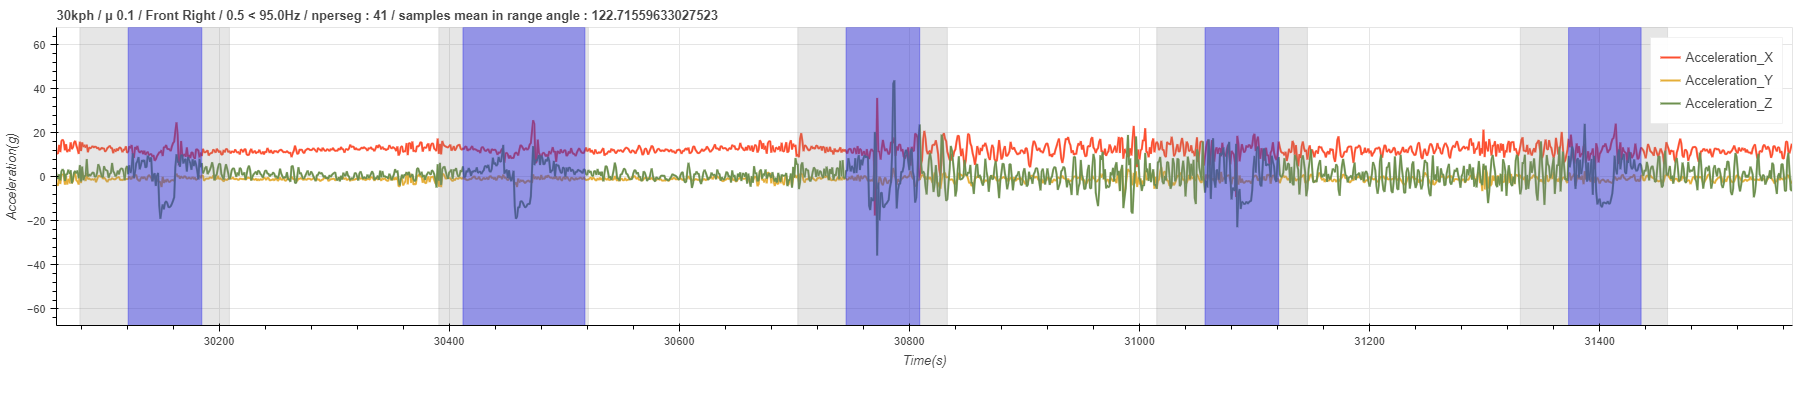 30kph / μ 0.1 / Front Right / 0.5 < 95.0Hz / nperseg : 41 / samples mean in range angle : 122.71559633027523
60
40
20
0
−20
−40
−60
Acceleration(g)
Acceleration_X
Acceleration_Y
Acceleration_Z
30200
30400
30600
30800
31000
31200
31400
Time(s)